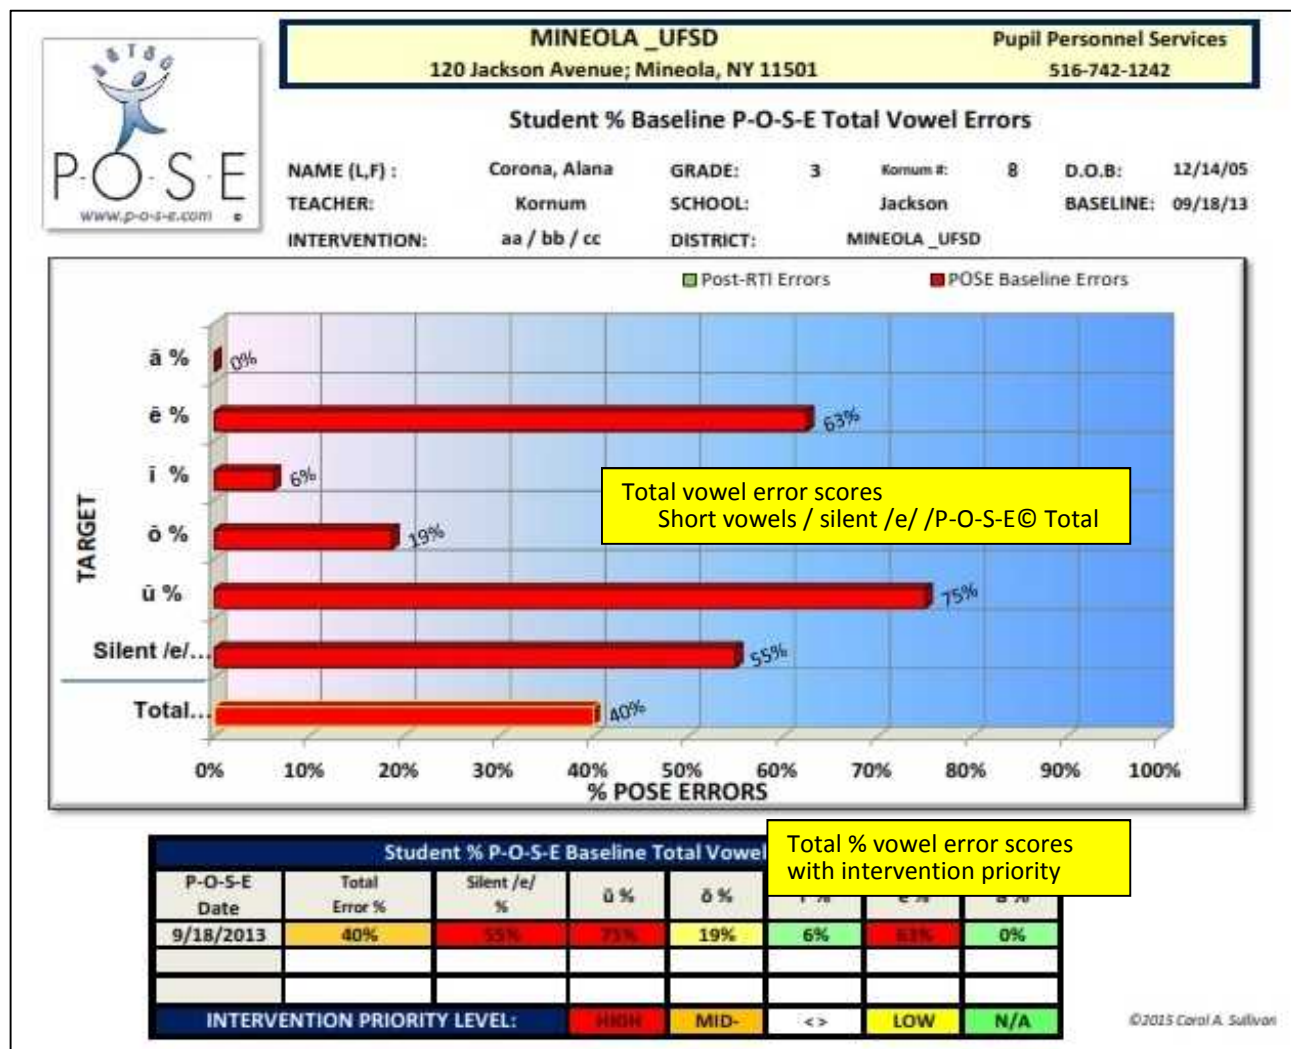 MINEOLA _UFSD Pupil Personnel Services
120 Jackson Avenue; Mineola, NY 11501 516-742-1242
P·O·S·E
www.p-o-s-e.com ©
Student % Baseline P-O-S-E Total Vowel Errors
NAME (L,F) : Corona, Alana GRADE: 3 Kornum #: 8 D.O.B: 12/14/05
TEACHER: Kornum SCHOOL: Jackson BASELINE: 09/18/13
INTERVENTION: aa / bb / cc DISTRICT: MINEOLA _UFSD
Post-RTI Errors POSE Baseline Errors
TARGET
ă % 0%
ĕ % 63%
ĭ % 6%
ŏ % 19%
ŭ % 75%
Silent /e/... 55%
Total... 40%
Total vowel error scores
Short vowels / silent /e/ /P-O-S-E© Total
0% 10% 20% 30% 40% 50% 60% 70% 80% 90% 100%
% POSE ERRORS
Student % P-O-S-E Baseline Total Vowel
Total % vowel error scores
with intervention priority
P-O-S-E Date Total Error % Silent /e/ % ŭ % ŏ %
9/18/2013 40% 55% 75% 19% 6% 63% 0%
INTERVENTION PRIORITY LEVEL: HIGH MID- < > LOW N/A
©2015 Carol A. Sullivan